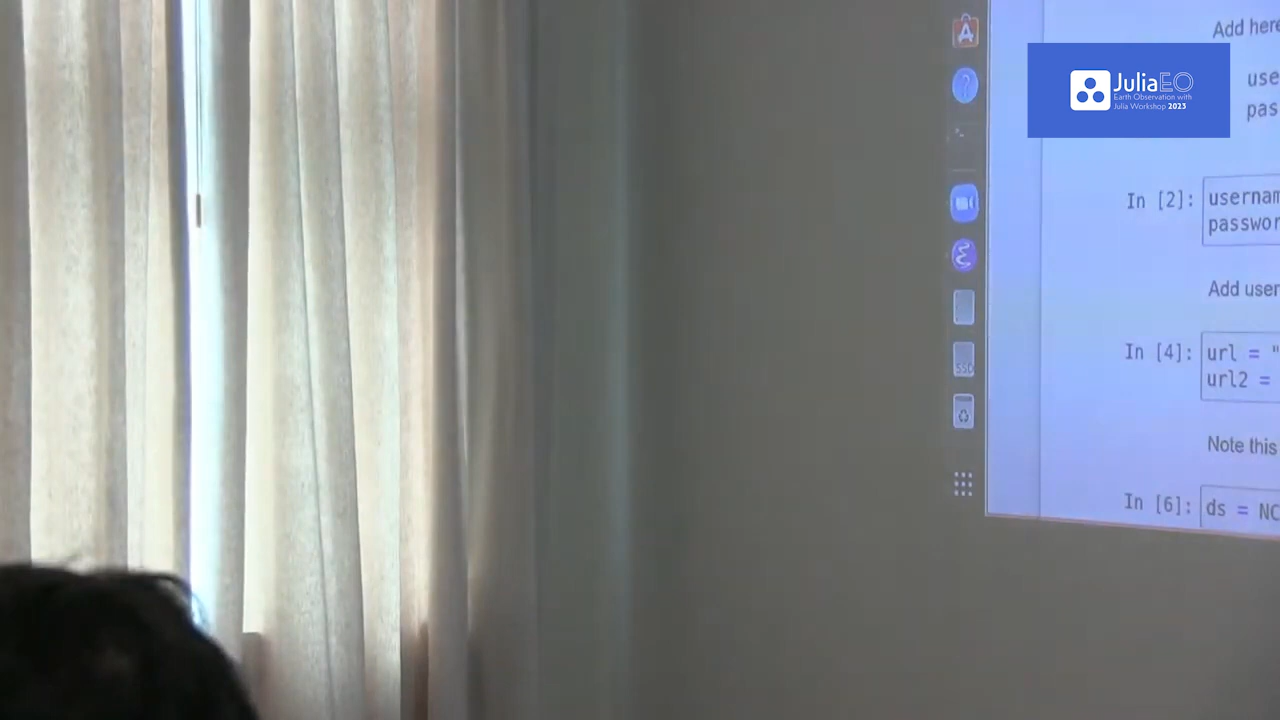 Add here
JuliaEO
Earth Observation with
Julia Workshop 2023
use
pas
In [2]: usernam
passwor
Add user
In [4]: url = "
url2 =
SSD
Note this
In [6]: ds = NC